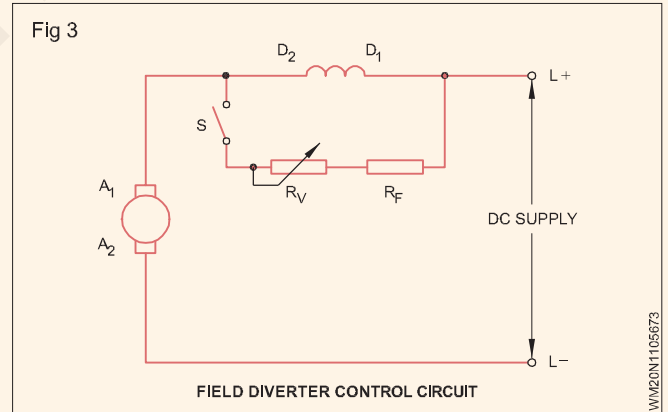 Fig 3
D2 D1
L+
S
RV RF
A1
A2
DC SUPPLY
L–
FIELD DIVERTER CONTROL CIRCUIT
WM20N1105673